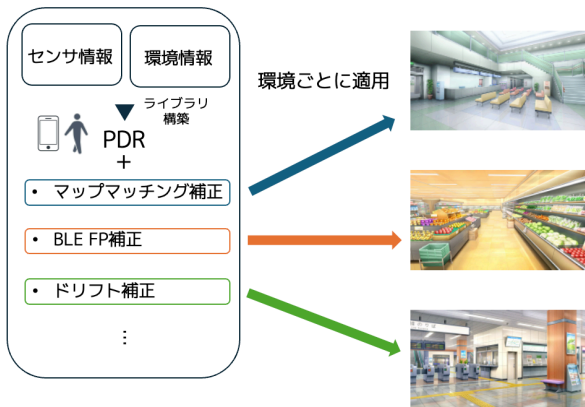 センサ情報
環境情報
ライブラリ
構築
PDR
+
• マップマッチング補正
• BLE FP補正
• ドリフト補正
…
環境ごとに適用